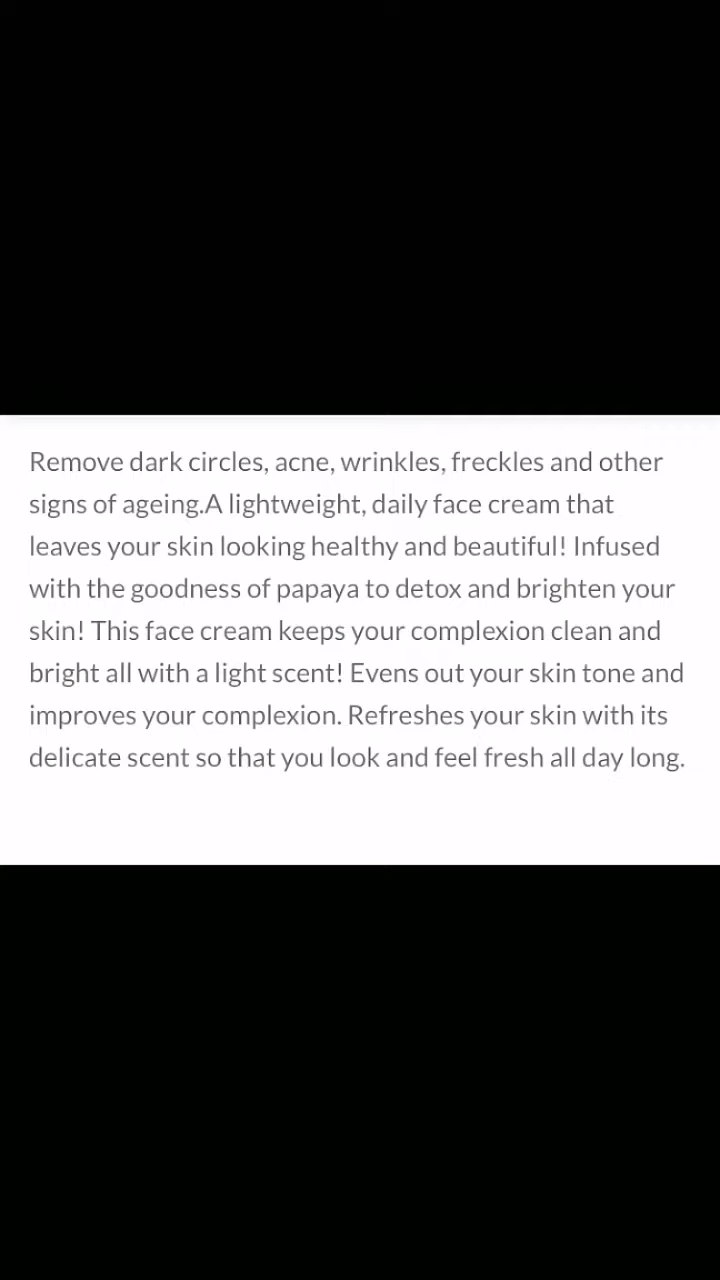 Remove dark circles, acne, wrinkles, freckles and other
signs of ageing.A lightweight, daily face cream that
leaves your skin looking healthy and beautiful! Infused
with the goodness of papaya to detox and brighten your
skin! This face cream keeps your complexion clean and
bright all with a light scent! Evens out your skin tone and
improves your complexion. Refreshes your skin with its
delicate scent so that you look and feel fresh all day long.